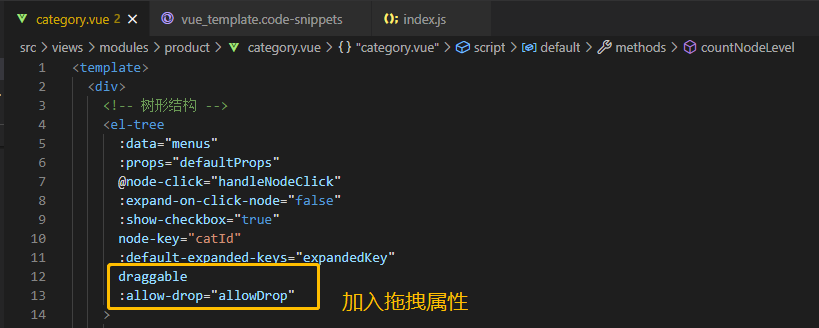 category.vue 2 vue_template.code-snippets index.js
src > views > modules > product > category.vue > {} "category.vue" > script > default > methods > countNodeLevel
1 <template>
2 <div>
3 <!-- 树形结构 -->
4 <el-tree
5 :data="menus"
6 :props="defaultProps"
7 @node-click="handleNodeClick"
8 :expand-on-click-node="false"
9 :show-checkbox="true"
10 node-key="catId"
11 :default-expanded-keys="expandedKey"
12 draggable
13 :allow-drop="allowDrop" 加入拖拽属性
14 >